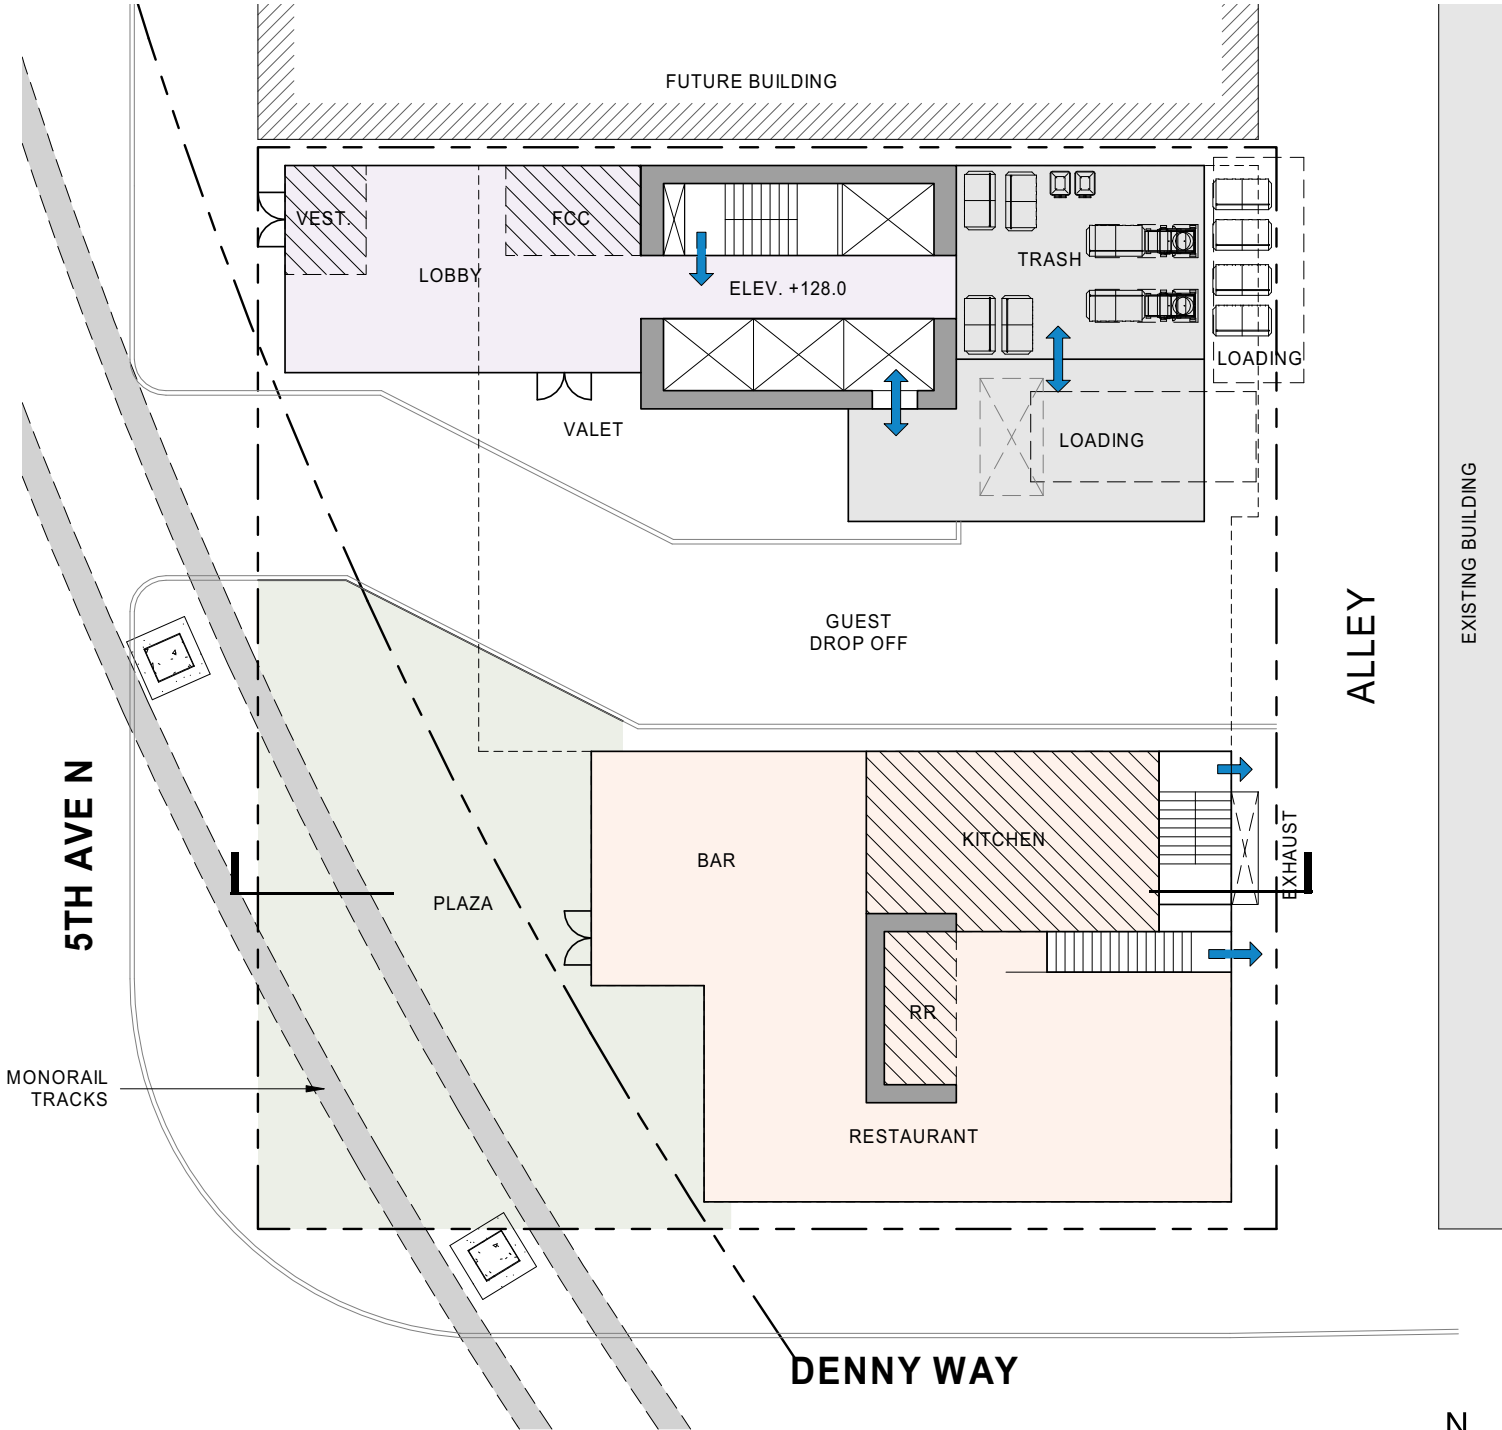 FUTURE BUILDING
VEST.
FCC
LOBBY
ELEV. +128.0
TRASH
LOADING
VALET
LOADING
EXISTING BUILDING
ALLEY
GUEST
DROP OFF
5TH AVE N
BAR
KITCHEN
EXHAUST
PLAZA
RR
MONORAIL
TRACKS
RESTAURANT
DENNY WAY
N